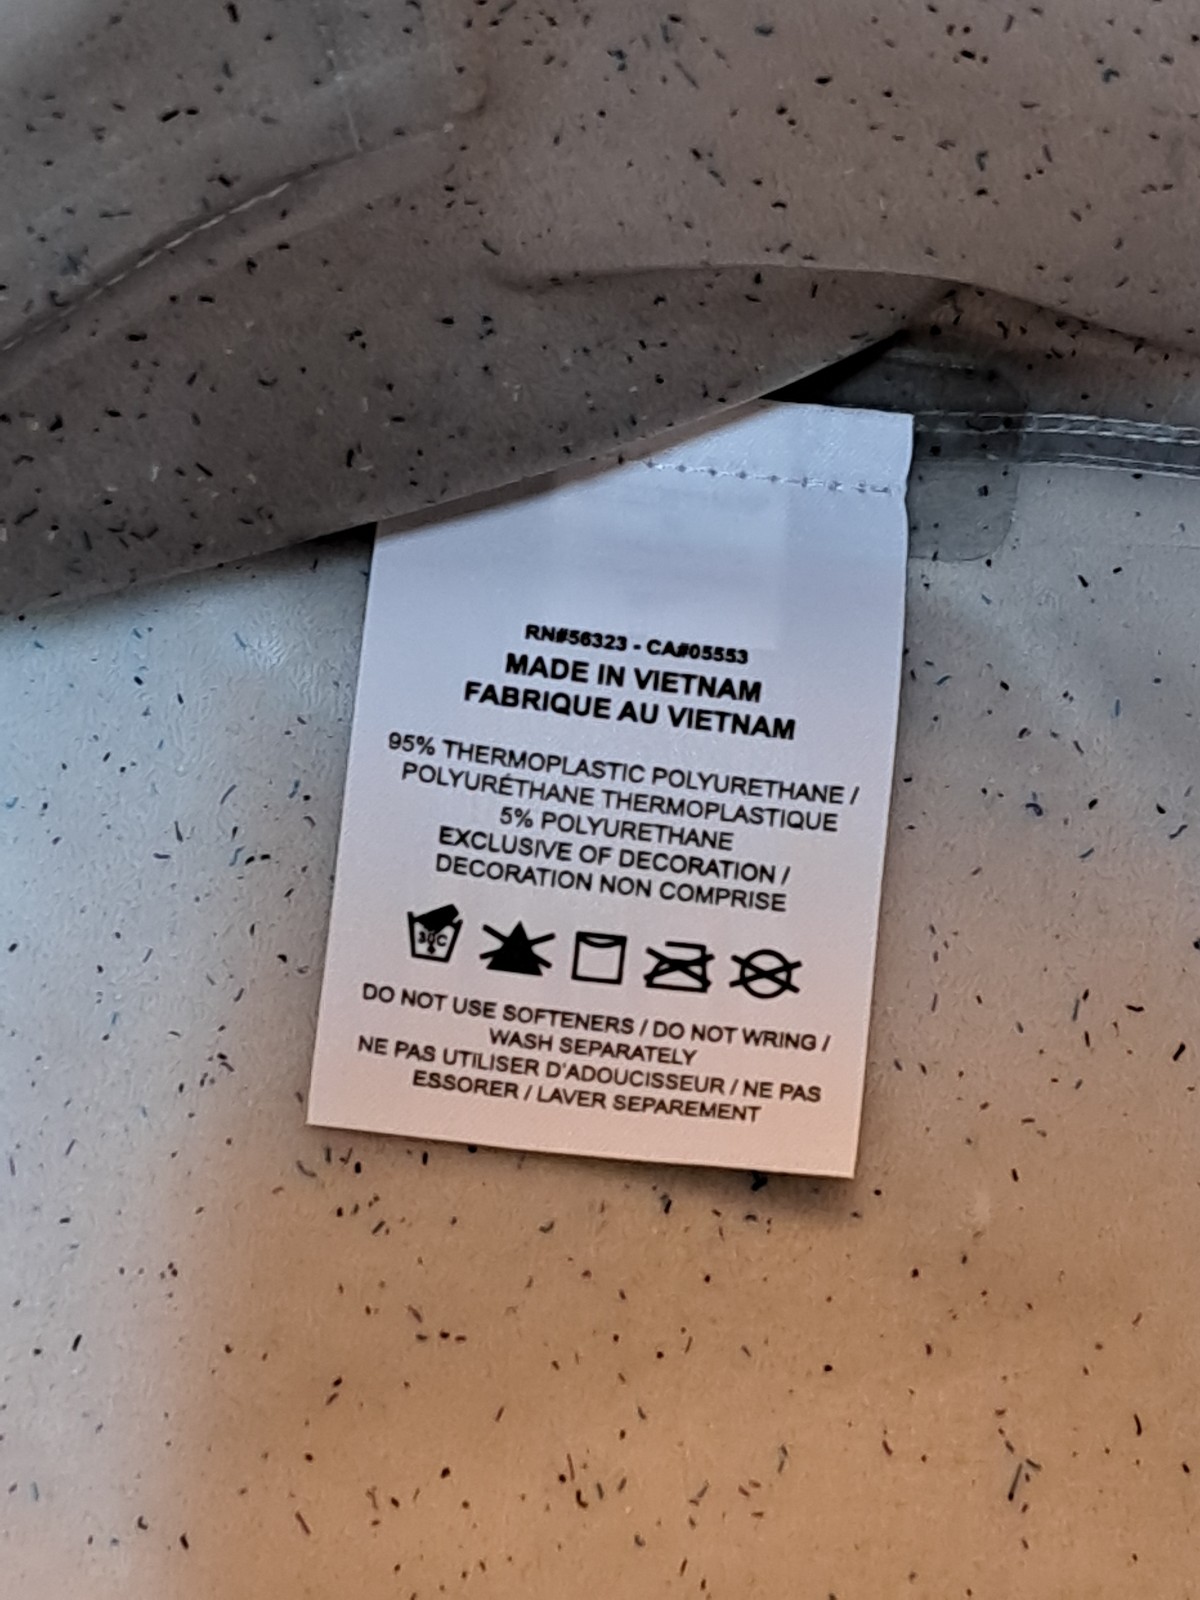 RN#56323 - CA#05553
MADE IN VIETNAM
FABRIQUE AU VIETNAM
95% THERMOPLASTIC POLYURETHANE /
POLYURÉTHANE THERMOPLASTIQUE
5% POLYURETHANE
EXCLUSIVE OF DECORATION /
DECORATION NON COMPRISE
30C
DO NOT USE SOFTENERS / DO NOT WRING /
WASH SEPARATELY
NE PAS UTILISER D'ADOUCISSEUR / NE PAS
ESSORER / LAVER SEPAREMENT